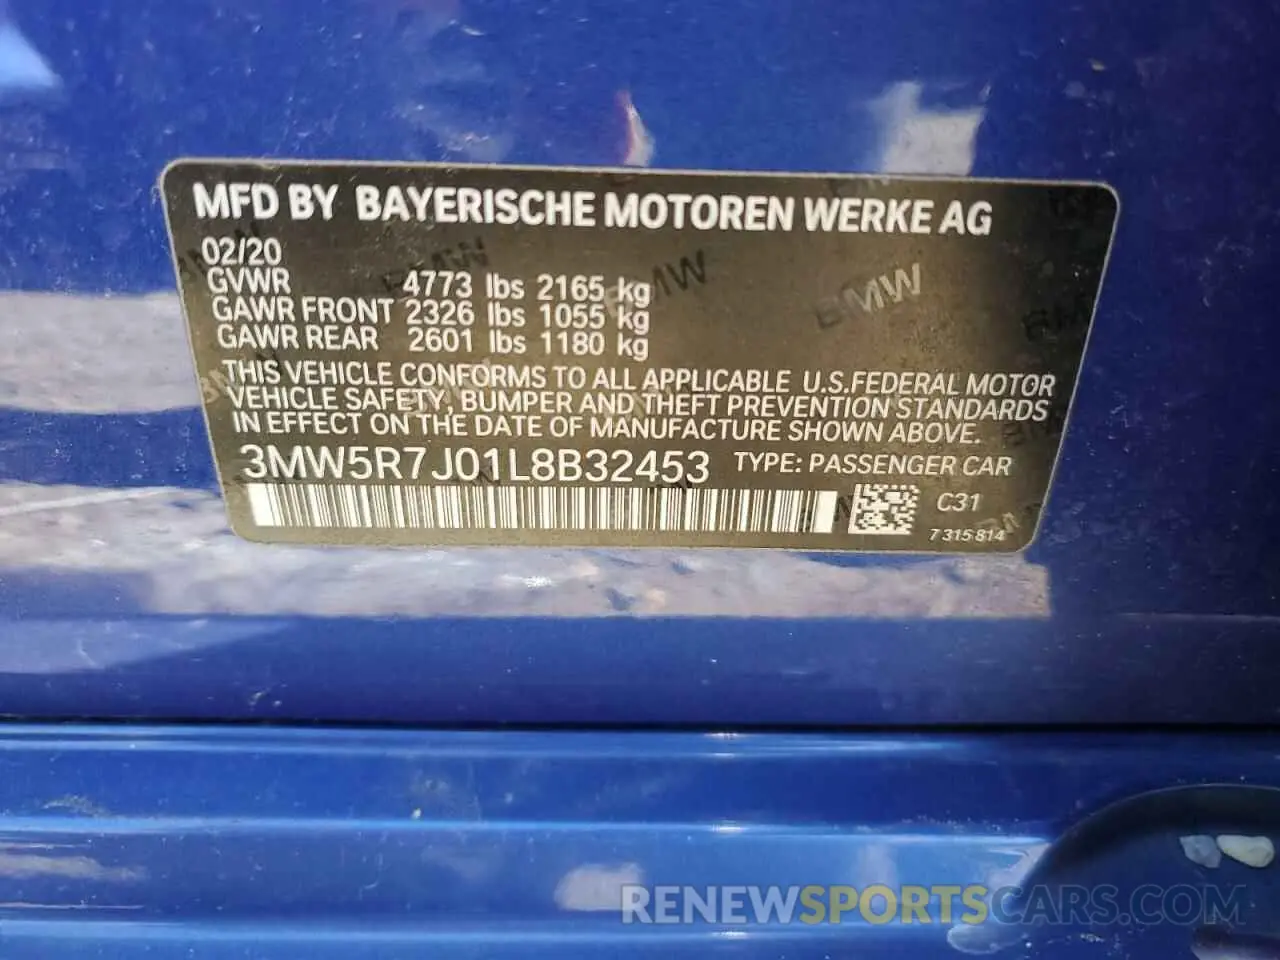 MFD BY BAYERISCHE MOTOREN WERKE AG
02/20
GVWR 4773 lbs 2165 kg
GAWR FRONT 2326 lbs 1055 kg
GAWR REAR 2601 lbs 1180 kg
THIS VEHICLE CONFORMS TO ALL APPLICABLE U.S.FEDERAL MOTOR
VEHICLE SAFETY, BUMPER AND THEFT PREVENTION STANDARDS
IN EFFECT ON THE DATE OF MANUFACTURE SHOWN ABOVE.
3MW5R7J01L8B32453 TYPE: PASSENGER CAR
C31
7 315 814
RENEWSPORTSCARS.COM